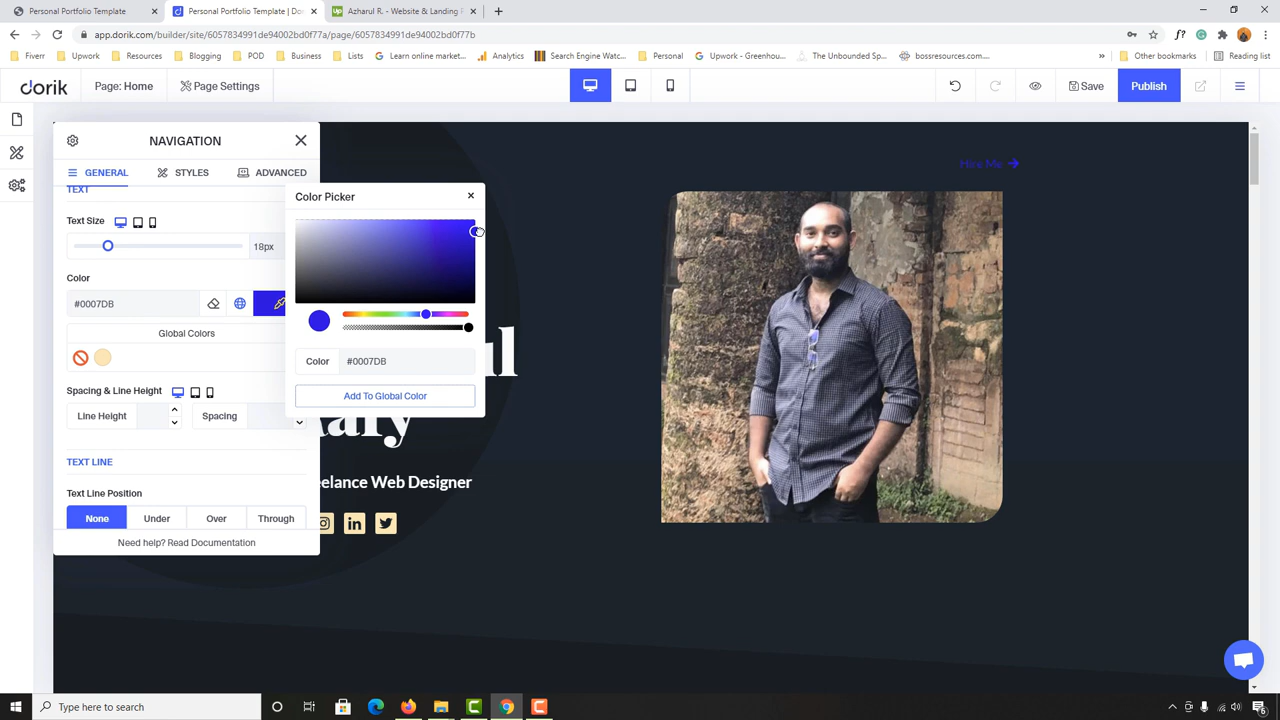 Personal Portfolio Template
Personal Portfolio Template | D
Azharul R. - Website & Landing P
app.dorik.com/builder/site/6057834991de94002bd0f77a/page/6057834991de94002bd0f77b
Fiverr
Upwork
Resources
Blogging
POD
Business
Lists
Learn online market...
Analytics
Search Engine Watc...
Personal
Upwork - Greenhou...
The Unbounded Sp...
bossresources.com...
»
Other bookmarks
Reading list
dorik
Page: Home
Page Settings
Save
Publish
NAVIGATION
GENERAL
STYLES
ADVANCED
TEXT
Text Size
18px
Color
#0007DB
Global Colors
Spacing & Line Height
Line Height
Spacing
TEXT LINE
Text Line Position
None
Under
Over
Through
Need help? Read Documentation
Color Picker
Color
#0007DB
Add To Global Color
Hire Me
ul
ary
eelance Web Designer
Type here to search